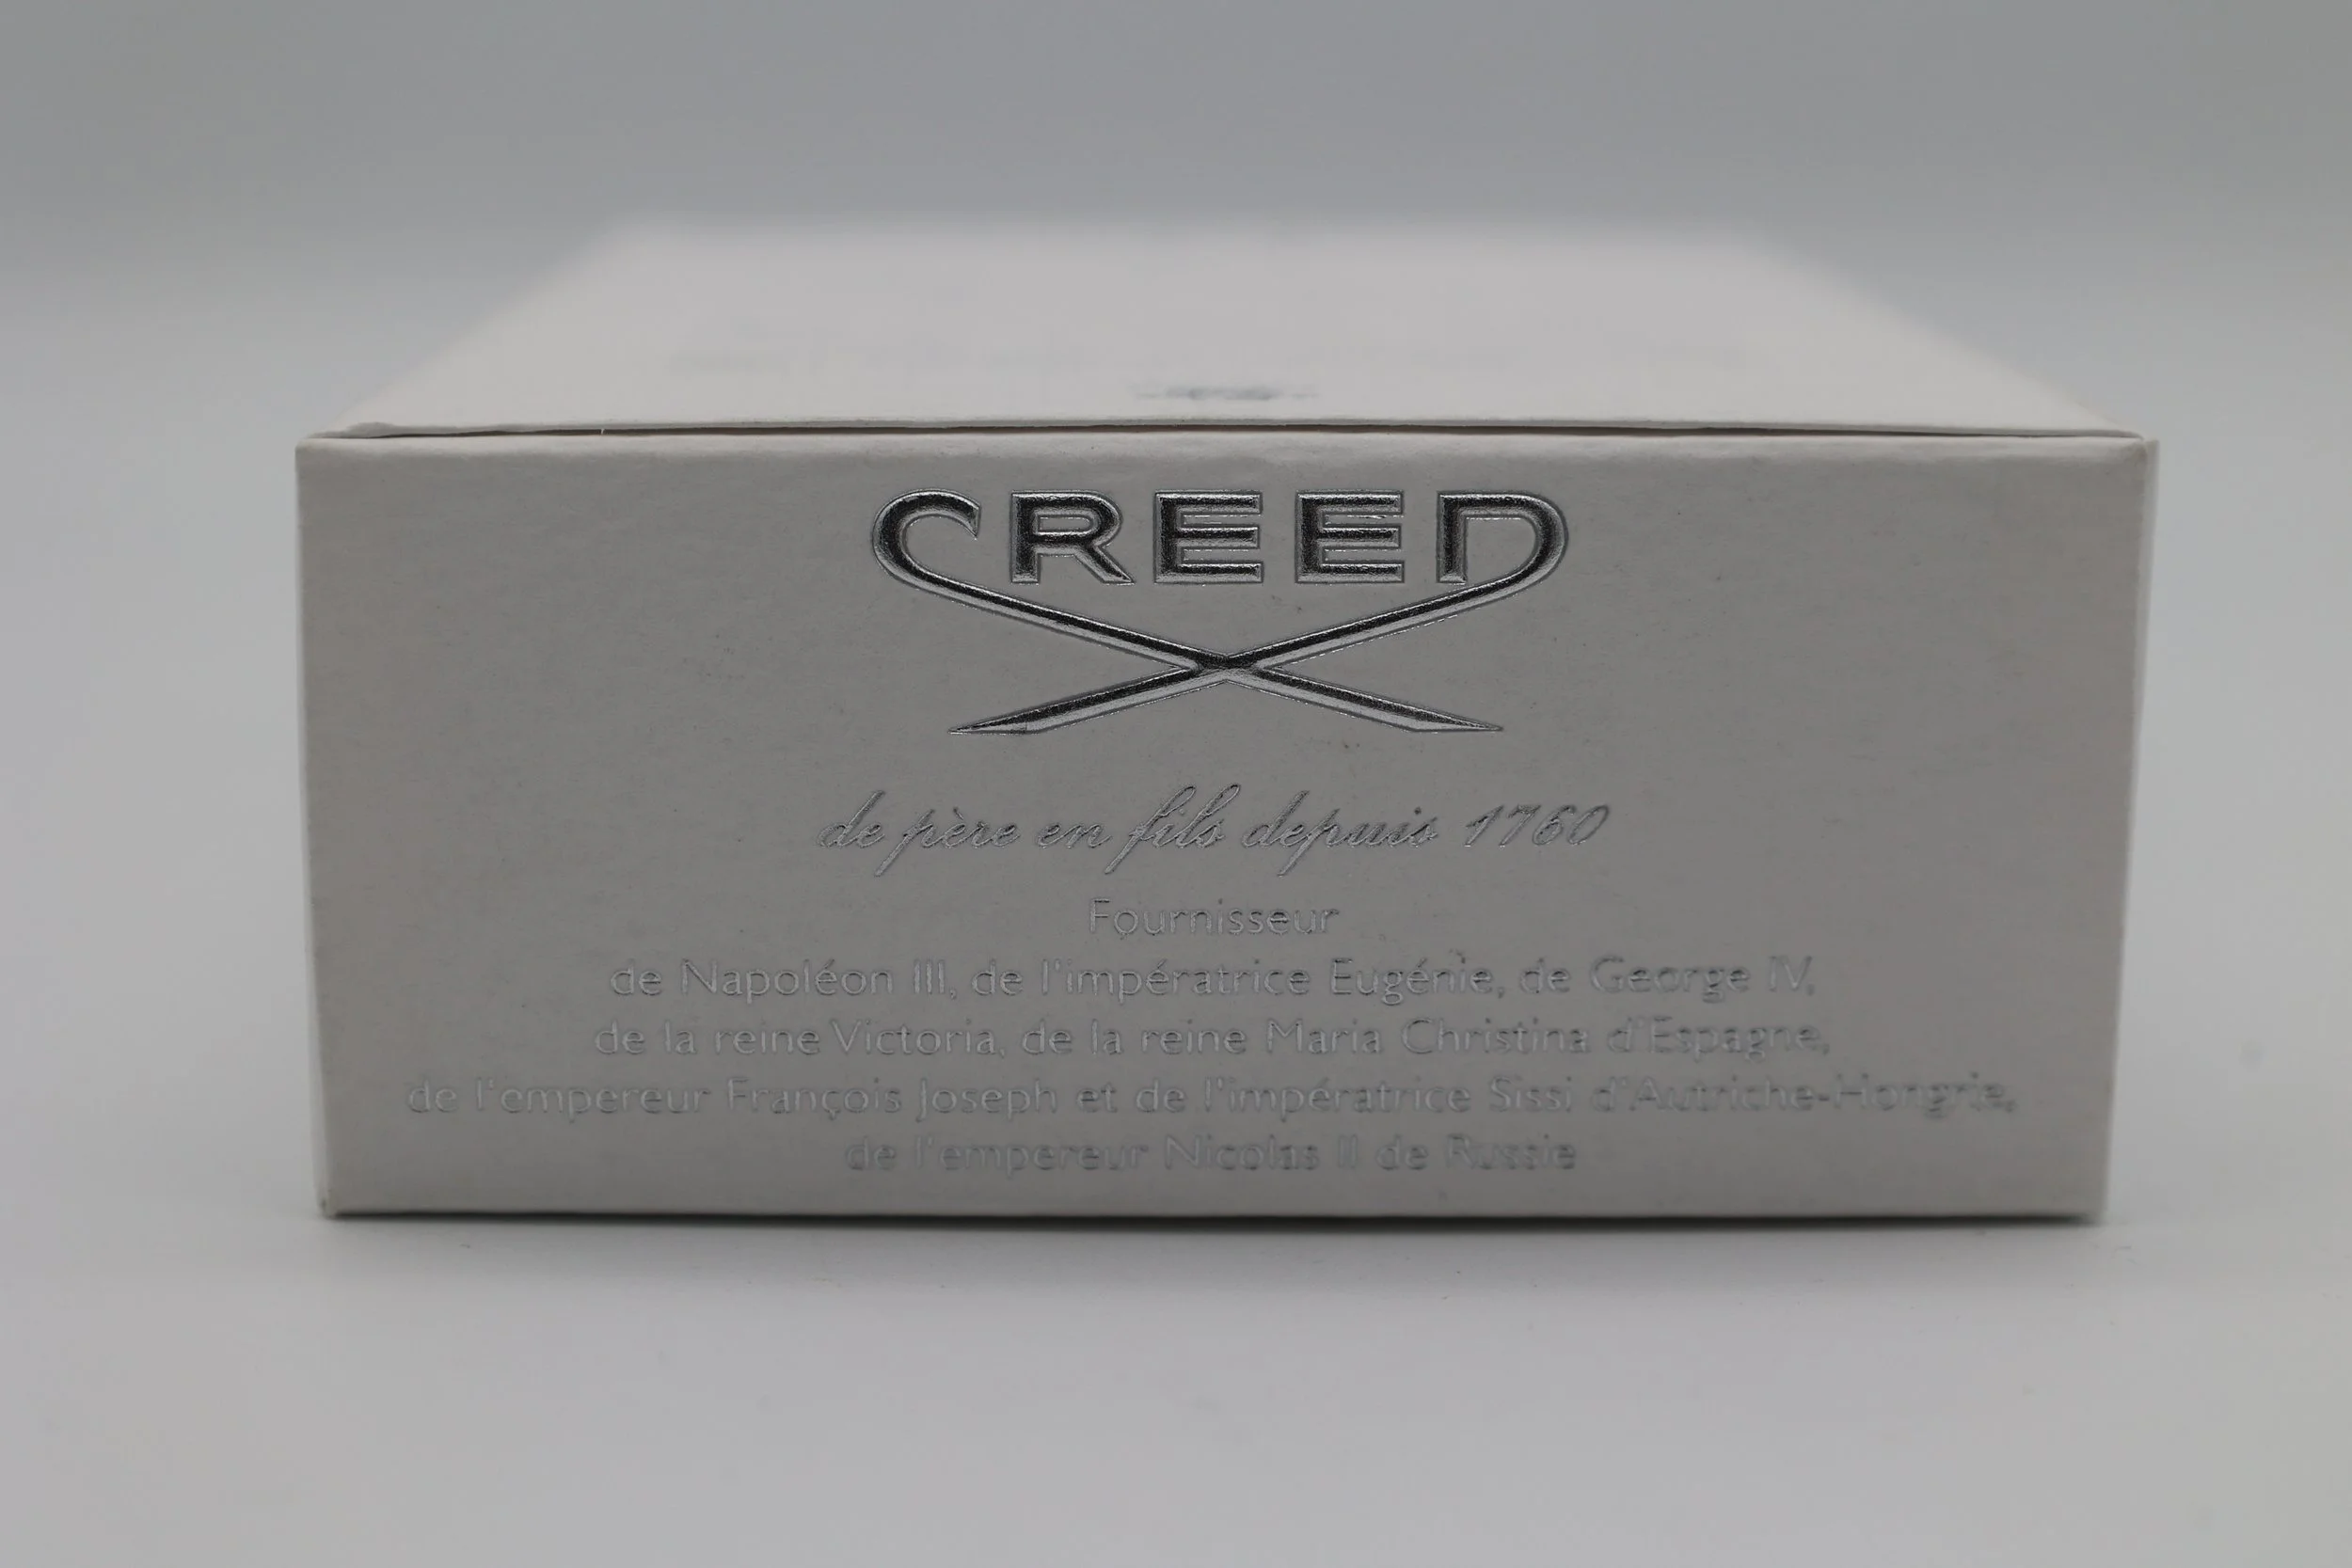 CREED
de père en fils depuis 1760
Fournisseur
de Napoléon III, de l'impératrice Eugénie, de George IV,
de la reine Victoria, de la reine Maria Christina d'Espagne,
de l'empereur François Joseph et de l'impératrice Sissi d'Autriche-Hongrie,
de l'empereur Nicolas II de Russie